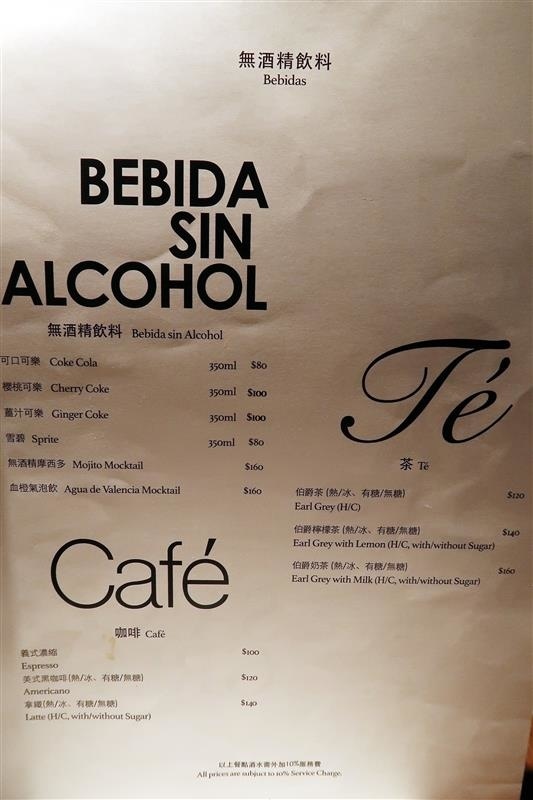 無酒精飲料
Bebidas
BEBIDA
SIN
ALCOHOL
無酒精飲料 Bebida sin Alcohol
可口可樂 Coke Cola 350ml $80
櫻桃可樂 Cherry Coke 350ml $100
薑汁可樂 Ginger Coke 350ml $100
雪碧 Sprite 350ml $80
無酒精摩西多 Mojito Mocktail $160
血橙氣泡飲 Agua de Valencia Mocktail $160
Té
茶 Té
伯爵茶 (熱/冰、有糖/無糖) $120
Earl Grey (H/C)
伯爵檸檬茶 (熱/冰、有糖/無糖) $140
Earl Grey with Lemon (H/C, with/without Sugar)
伯爵奶茶 (熱/冰、有糖/無糖) $160
Earl Grey with Milk (H/C, with/without Sugar)
Café
咖啡 Café
義式濃縮 $100
Espresso
美式黑咖啡(熱/冰、有糖/無糖) $120
Americano
拿鐵(熱/冰、有糖/無糖) $140
Latte (H/C, with/without Sugar)
以上餐點酒水需外加10%服務費
All prices are subject to 10% Service Charge.